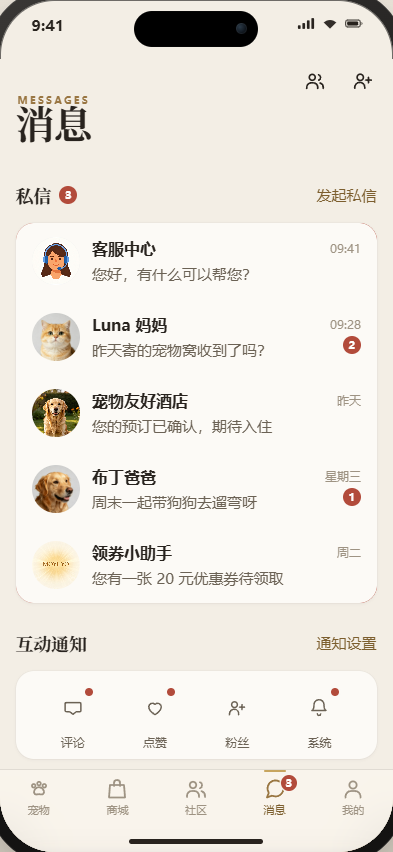 9:41
MESSAGES
消息
私信 3
发起私信
客服中心
09:41
您好，有什么可以帮您?
Luna 妈妈
09:28
昨天寄的宠物窝收到了吗?
2
宠物友好酒店
昨天
您的预订已确认，期待入住
布丁爸爸
星期三
周末一起带狗狗去遛弯呀
1
领券小助手
周二
您有一张 20 元优惠券待领取
互动通知
通知设置
评论
点赞
粉丝
系统
3
宠物
商城
社区
消息
我的